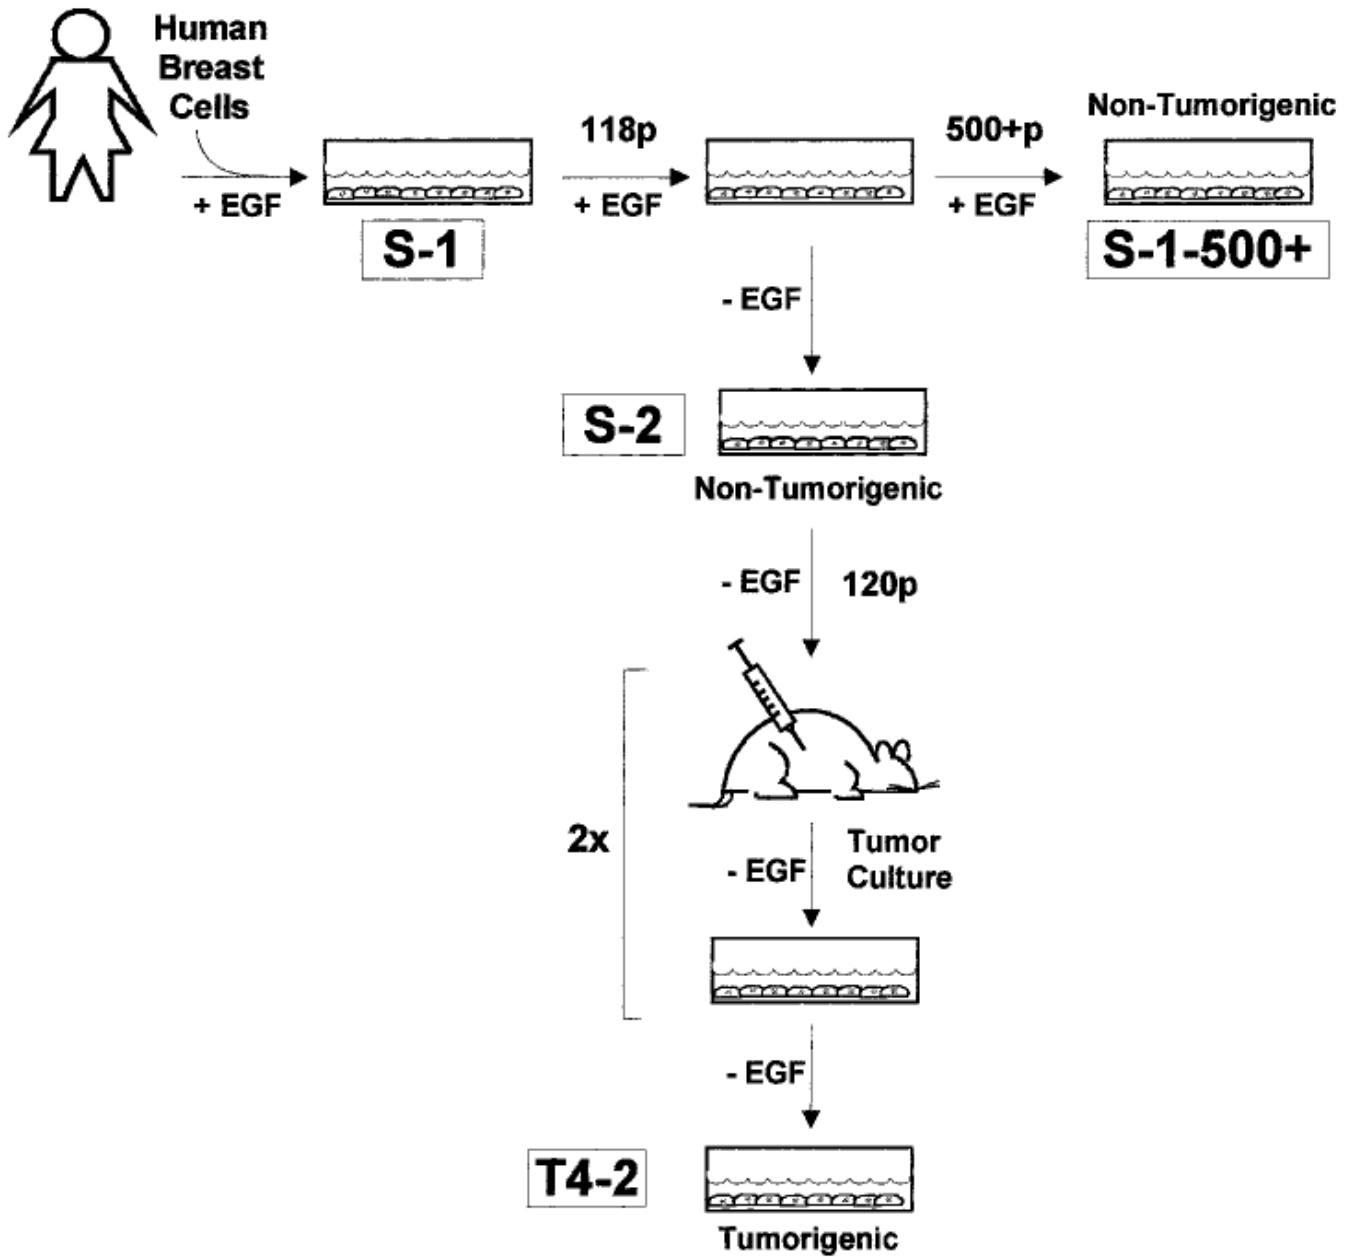 Human
Breast
Cells
+ EGF
S-1
118p
+ EGF
500+p
+ EGF
Non-Tumorigenic
S-1-500+
- EGF
S-2
Non-Tumorigenic
- EGF
120p
2x
- EGF
Tumor
Culture
- EGF
T4-2
Tumorigenic